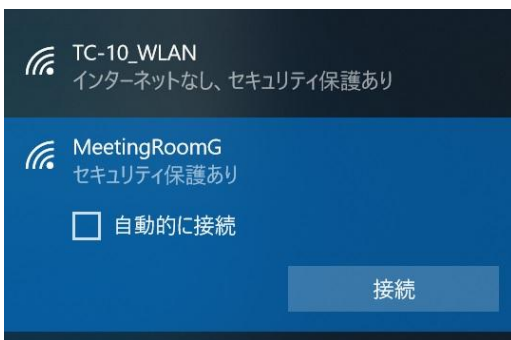 TC-10_WLAN
インターネットなし、セキュリティ保護あり
MeetingRoomG
セキュリティ保護あり
自動的に接続
接続